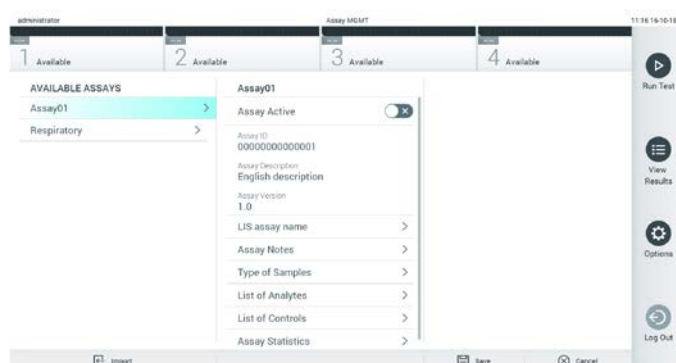 administrator Assay MGMT 11:36 16-10-18
1 Available 2 Available 3 Available 4 Available
AVAILABLE ASSAYS
Assay01
Respiratory
Assay01
Assay Active
Assay ID
00000000000001
Assay Description
English description
Assay Version
1.0
LIS assay name
Assay Notes
Type of Samples
List of Analytes
List of Controls
Assay Statistics
Run Test
View
Results
Options
Log Out
Import Save Cancel